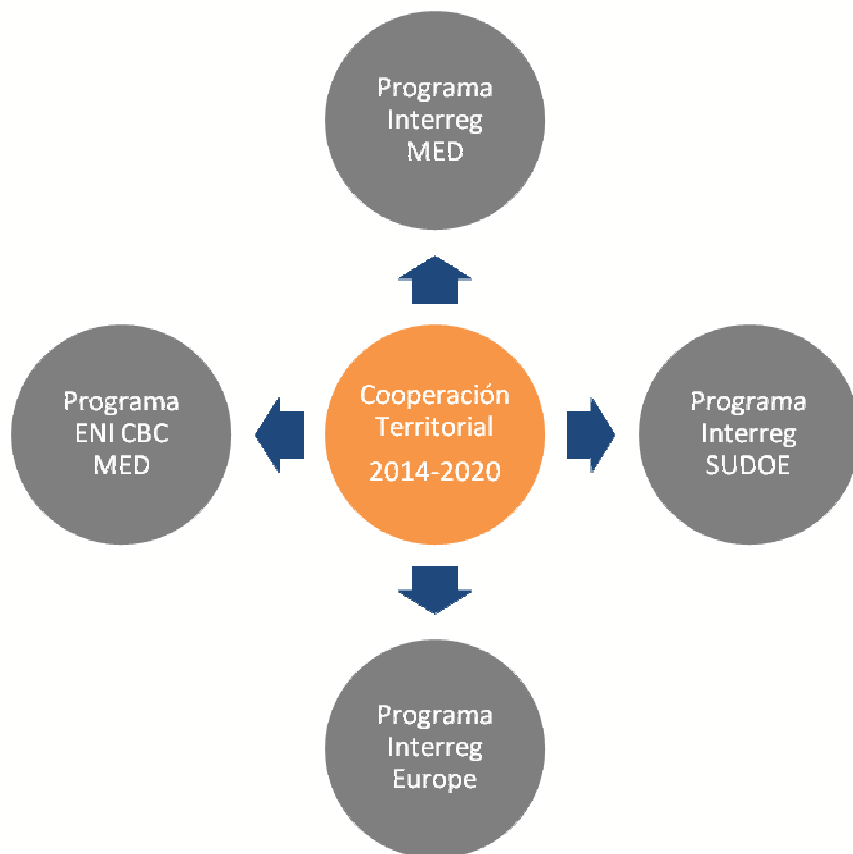 Programa
Interreg
MED
Programa
ENI CBC
MED
Cooperación
Territorial
2014-2020
Programa
Interreg
SUDOE
Programa
Interreg
Europe